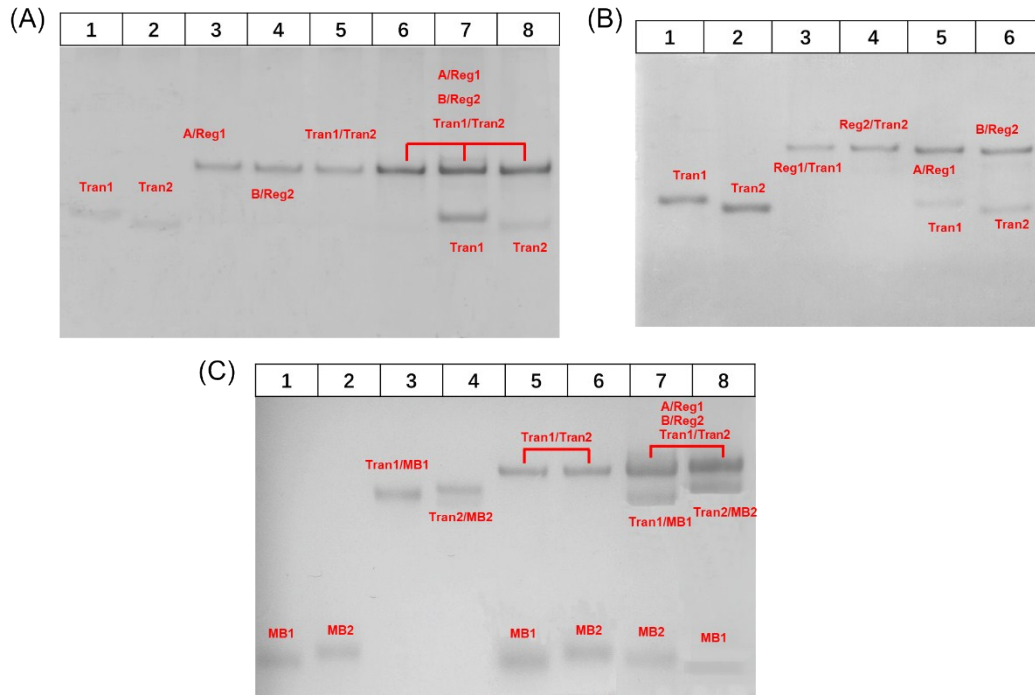 (A)
1 2 3 4 5 6 7 8
A/Reg1
B/Reg2
A/Reg1 Tran1/Tran2 Tran1/Tran2
Tran1 Tran2 B/Reg2
Tran1 Tran2
(B)
1 2 3 4 5 6
Reg2/Tran2 B/Reg2
Tran1 Tran2 Reg1/Tran1 A/Reg1
Tran1 Tran2
(C)
1 2 3 4 5 6 7 8
A/Reg1
B/Reg2
Tran1/Tran2 Tran1/Tran2
Tran1/MB1
Tran2/MB2 Tran1/MB1 Tran2/MB2
MB1 MB2 MB1 MB2 MB2 MB1